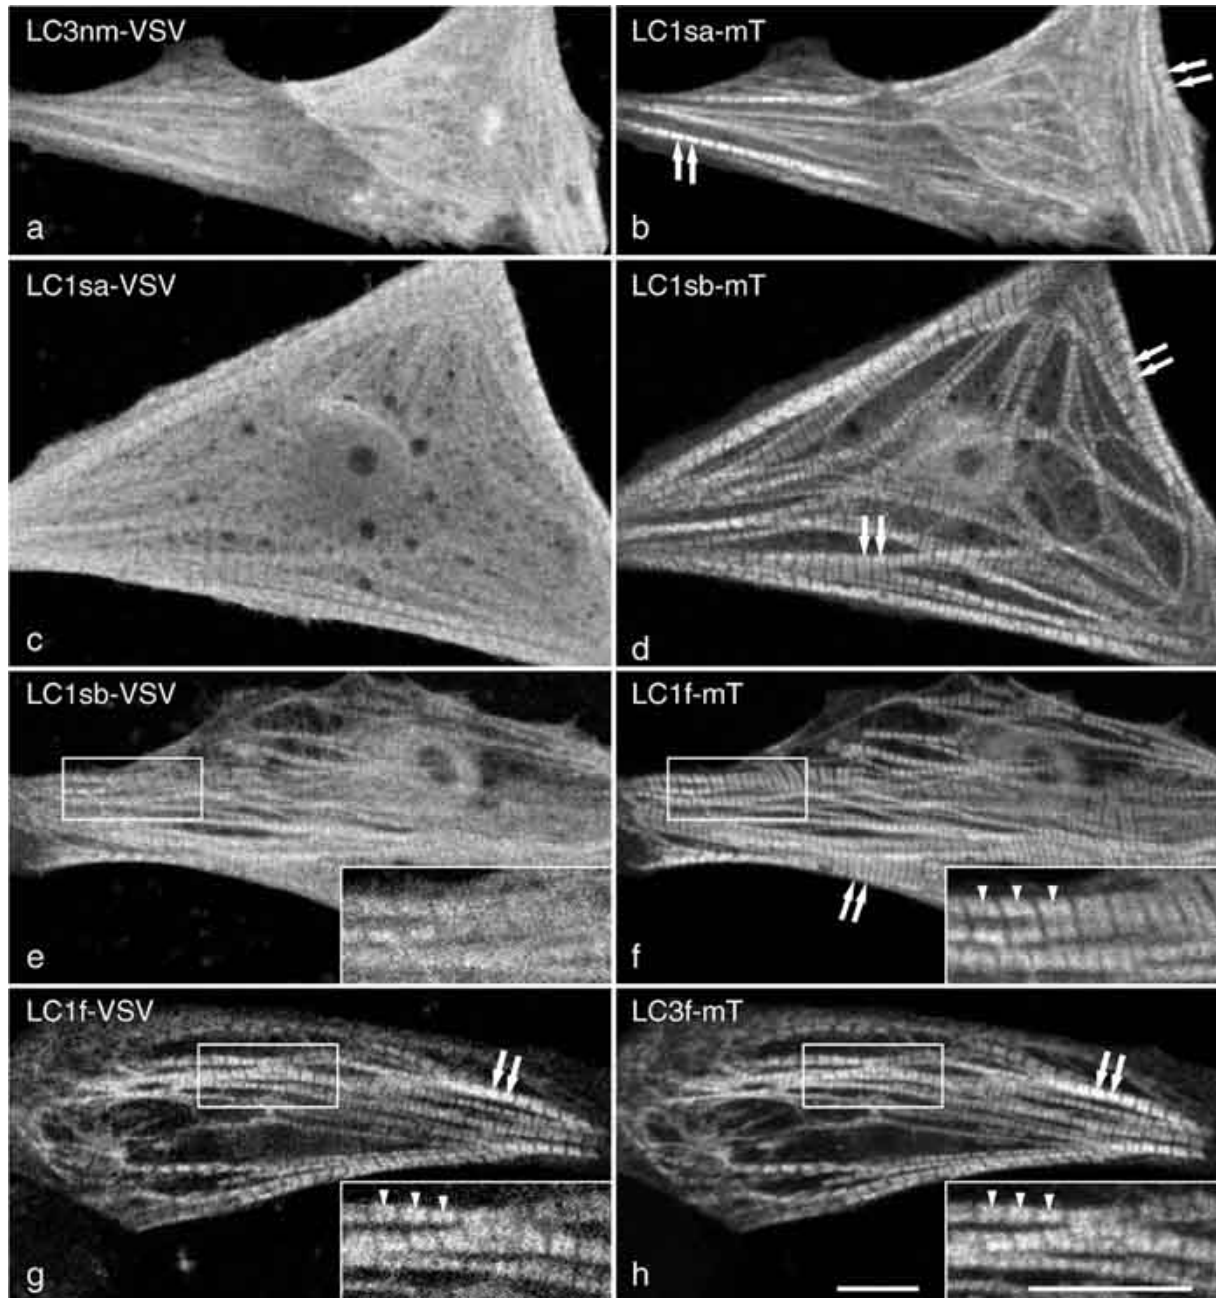 LC3nm-VSV
LC1sa-mT
a
b
LC1sa-VSV
LC1sb-mT
c
d
LC1sb-VSV
LC1f-mT
e
f
LC1f-VSV
LC3f-mT
g
h